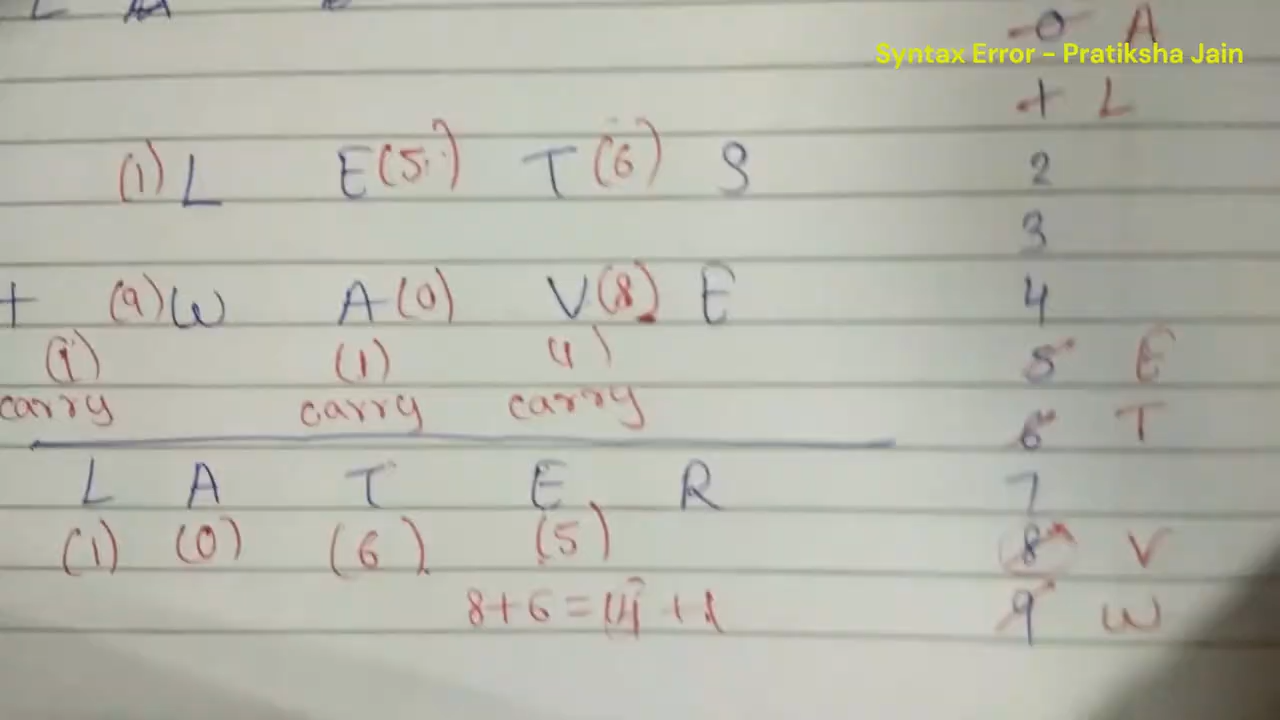 0 A
Syntax Error - Pratiksha Jain
1 L
(1) L E(5) T(6) S
2
3
+ (9)W A(0) V(8) E
4
(1) (1) (1)
5 E
carry carry carry
6 T
L A T E R
7
(1) (0) (6) (5)
8 V
8+6=14+1
9 W